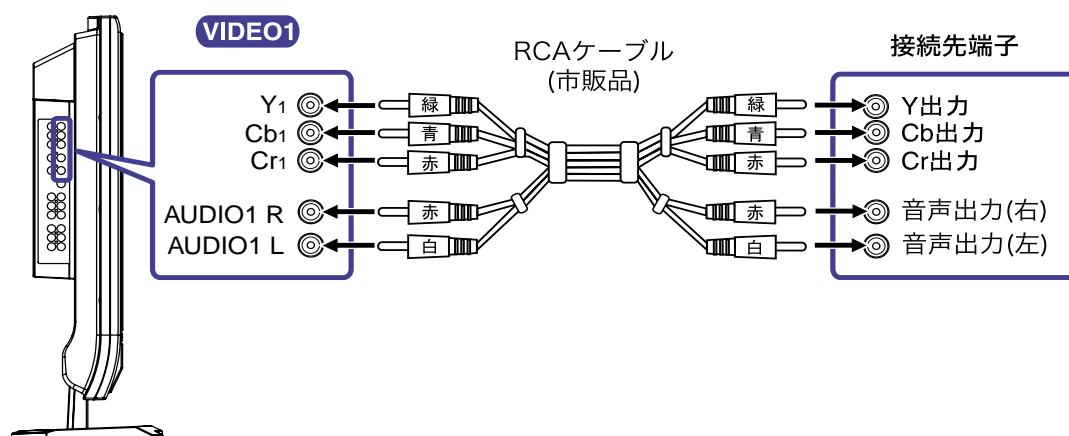 VIDEO1
RCAケーブル
(市販品)
接続先端子
Y1 緑 緑 Y出力
Cb1 青 青 Cb出力
Cr1 赤 赤 Cr出力
AUDIO1 R 赤 赤 音声出力(右)
AUDIO1 L 白 白 音声出力(左)